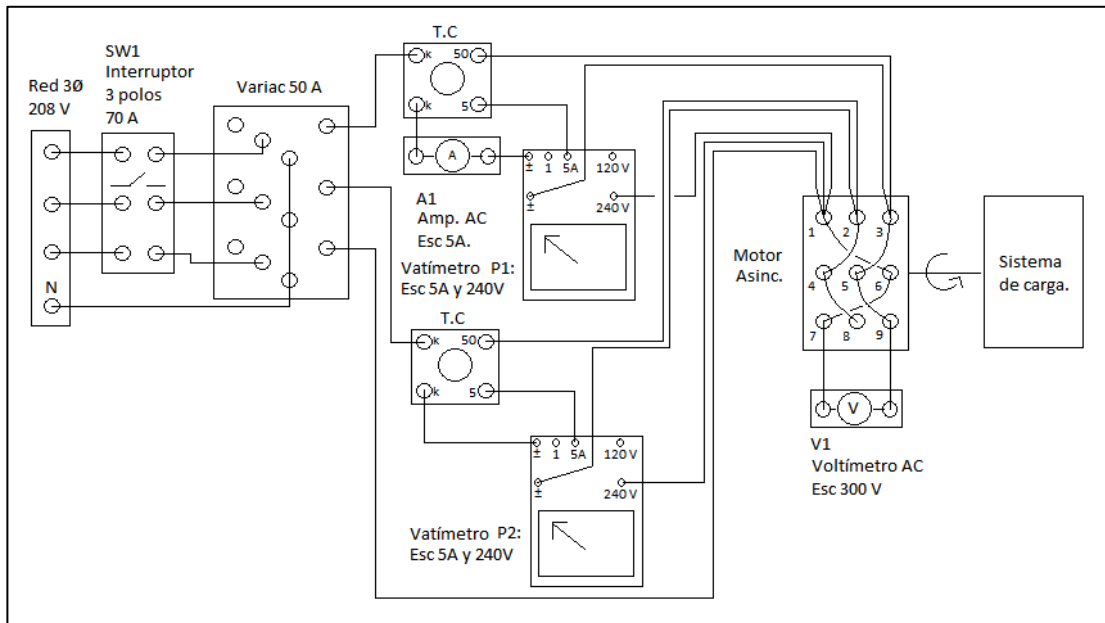 Red 3Ø
208 V
N
SW1
Interruptor
3 polos
70 A
Variac 50 A
T.C
k
50
k
5
A
A1
Amp. AC
Esc 5A.
± 1 5A 120 V
±
240 V
Vatímetro P1:
Esc 5A y 240V
T.C
k
50
k
5
± 1 5A 120 V
±
240 V
Vatímetro P2:
Esc 5A y 240V
Motor
Asinc.
1 2 3
4 5 6
7 8 9
V
V1
Voltímetro AC
Esc 300 V
Sistema
de carga.